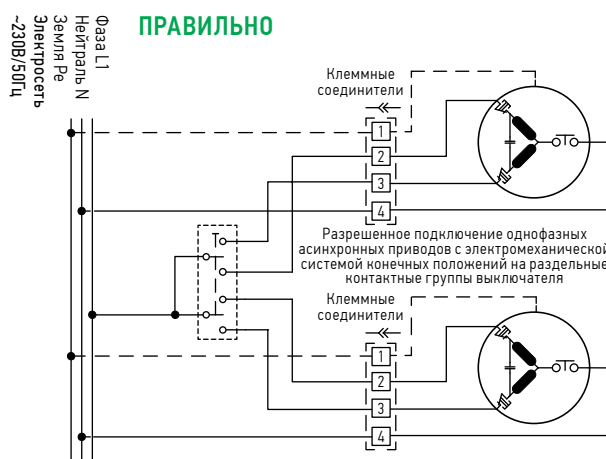 ПРАВИЛЬНО
Фаза L1
Нейтраль N
Земля Pe
Электросеть
~230В/50Гц
Клеммные
соединители
1
2
3
4
Разрешенное подключение однофазных
асинхронных приводов с электромеханической
системой конечных положений на раздельные
контактные группы выключателя
Клеммные
соединители
1
2
3
4